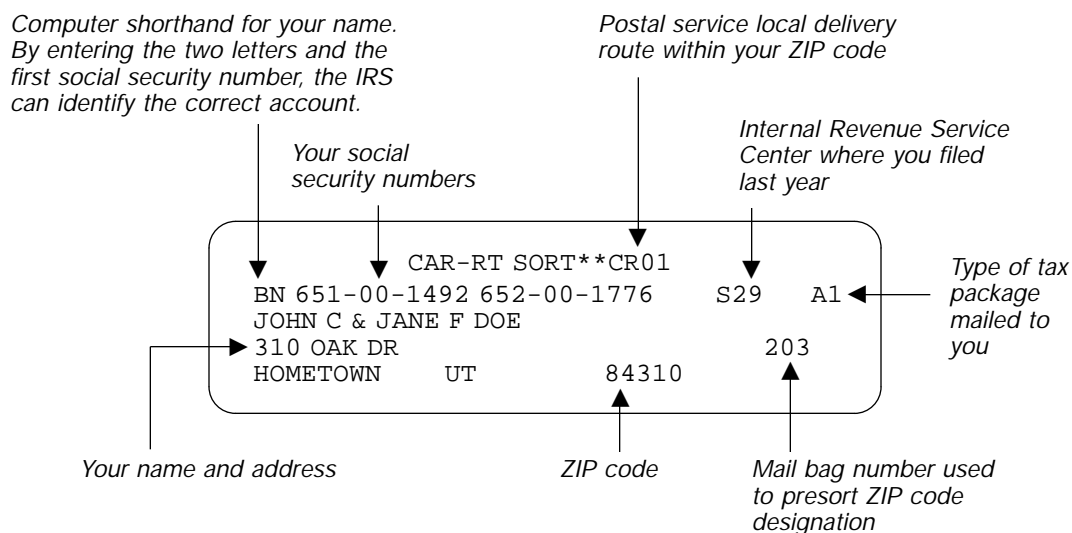 Computer shorthand for your name.
By entering the two letters and the
first social security number, the IRS
can identify the correct account.
Postal service local delivery
route within your ZIP code
Your social
security numbers
Internal Revenue Service
Center where you filed
last year
CAR-RT SORT**CR01
BN 651-00-1492 652-00-1776 S29 A1
JOHN C & JANE F DOE
310 OAK DR 203
HOMETOWN UT 84310
Type of tax
package
mailed to
you
Your name and address
ZIP code
Mail bag number used
to presort ZIP code
designation